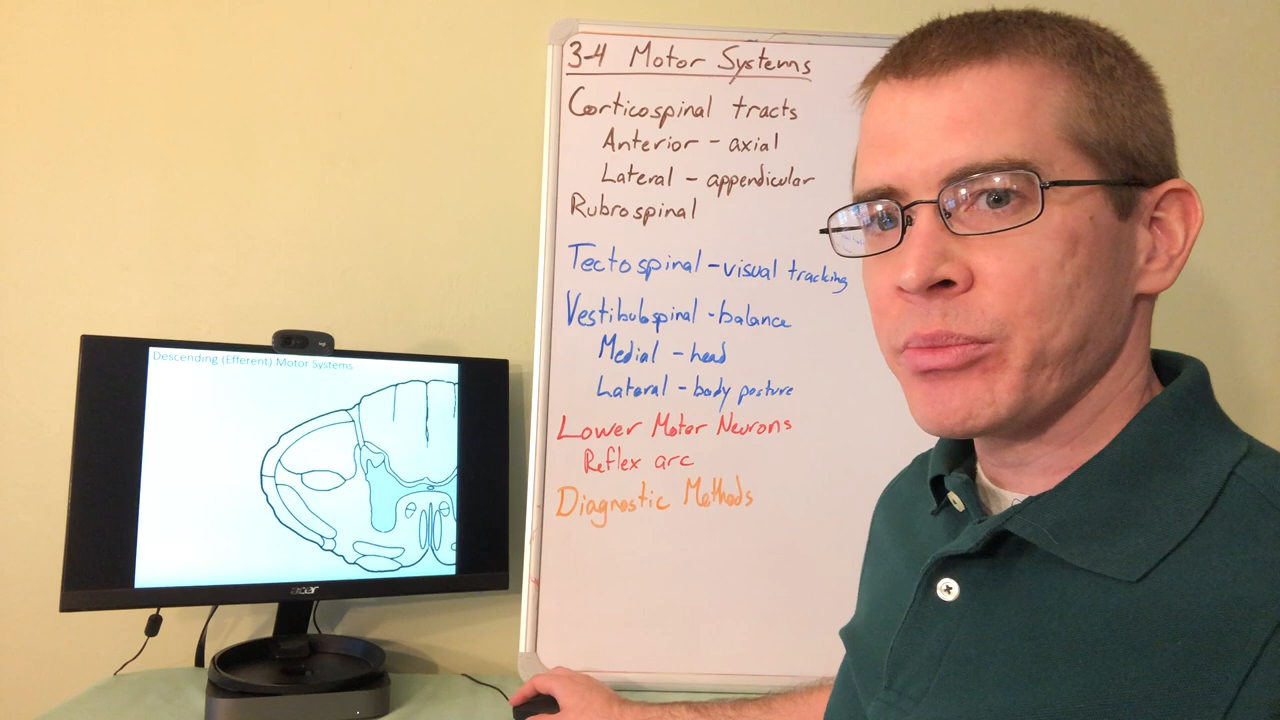 3-4 Motor Systems
Corticospinal tracts
Anterior - axial
Lateral - appendicular
Rubrospinal
Tectospinal - visual tracking
Vestibulospinal - balance
Medial - head
Lateral - body posture
Lower Motor Neurons
Reflex arc
Diagnostic Methods
Descending (Efferent) Motor Systems
acer